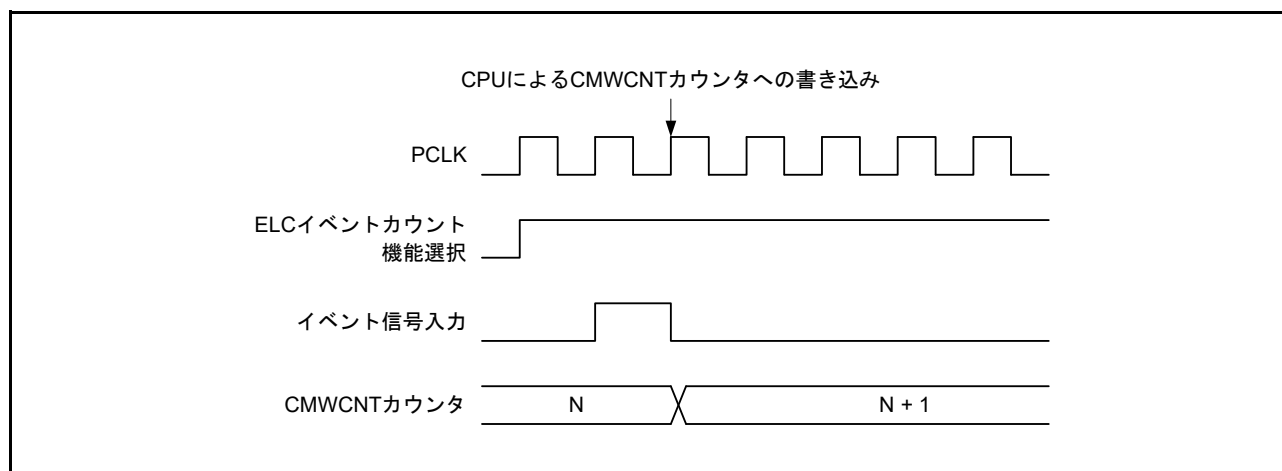 CPUによるCMWCNTカウンタへの書き込み
PCLK
ELCイベントカウント
機能選択
イベント信号入力
CMWCNTカウンタ N N + 1